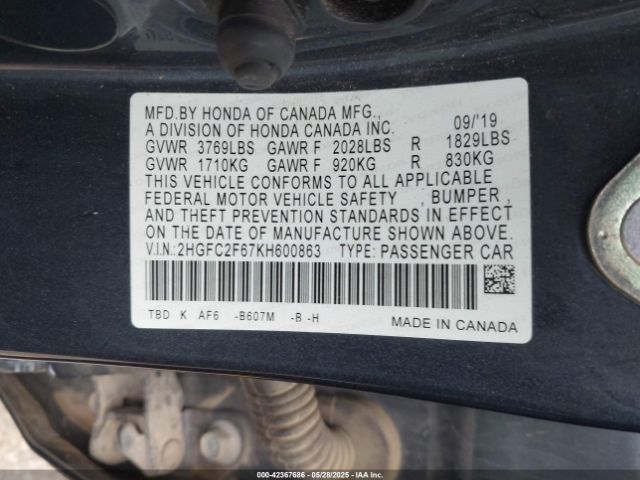 MFD.BY HONDA OF CANADA MFG.,
A DIVISION OF HONDA CANADA INC. 09/'19
GVWR 3769LBS GAWR F 2028LBS R 1829LBS
GVWR 1710KG GAWR F 920KG R 830KG
THIS VEHICLE CONFORMS TO ALL APPLICABLE
FEDERAL MOTOR VEHICLE SAFETY , BUMPER ,
AND THEFT PREVENTION STANDARDS IN EFFECT
ON THE DATE OF MANUFACTURE SHOWN ABOVE.
V.I.N.:2HGFC2F67KH600863 TYPE: PASSENGER CAR
TBD K AF6 -B607M -B -H
MADE IN CANADA
000-42367686 - 05/28/2025 - IAA Inc.